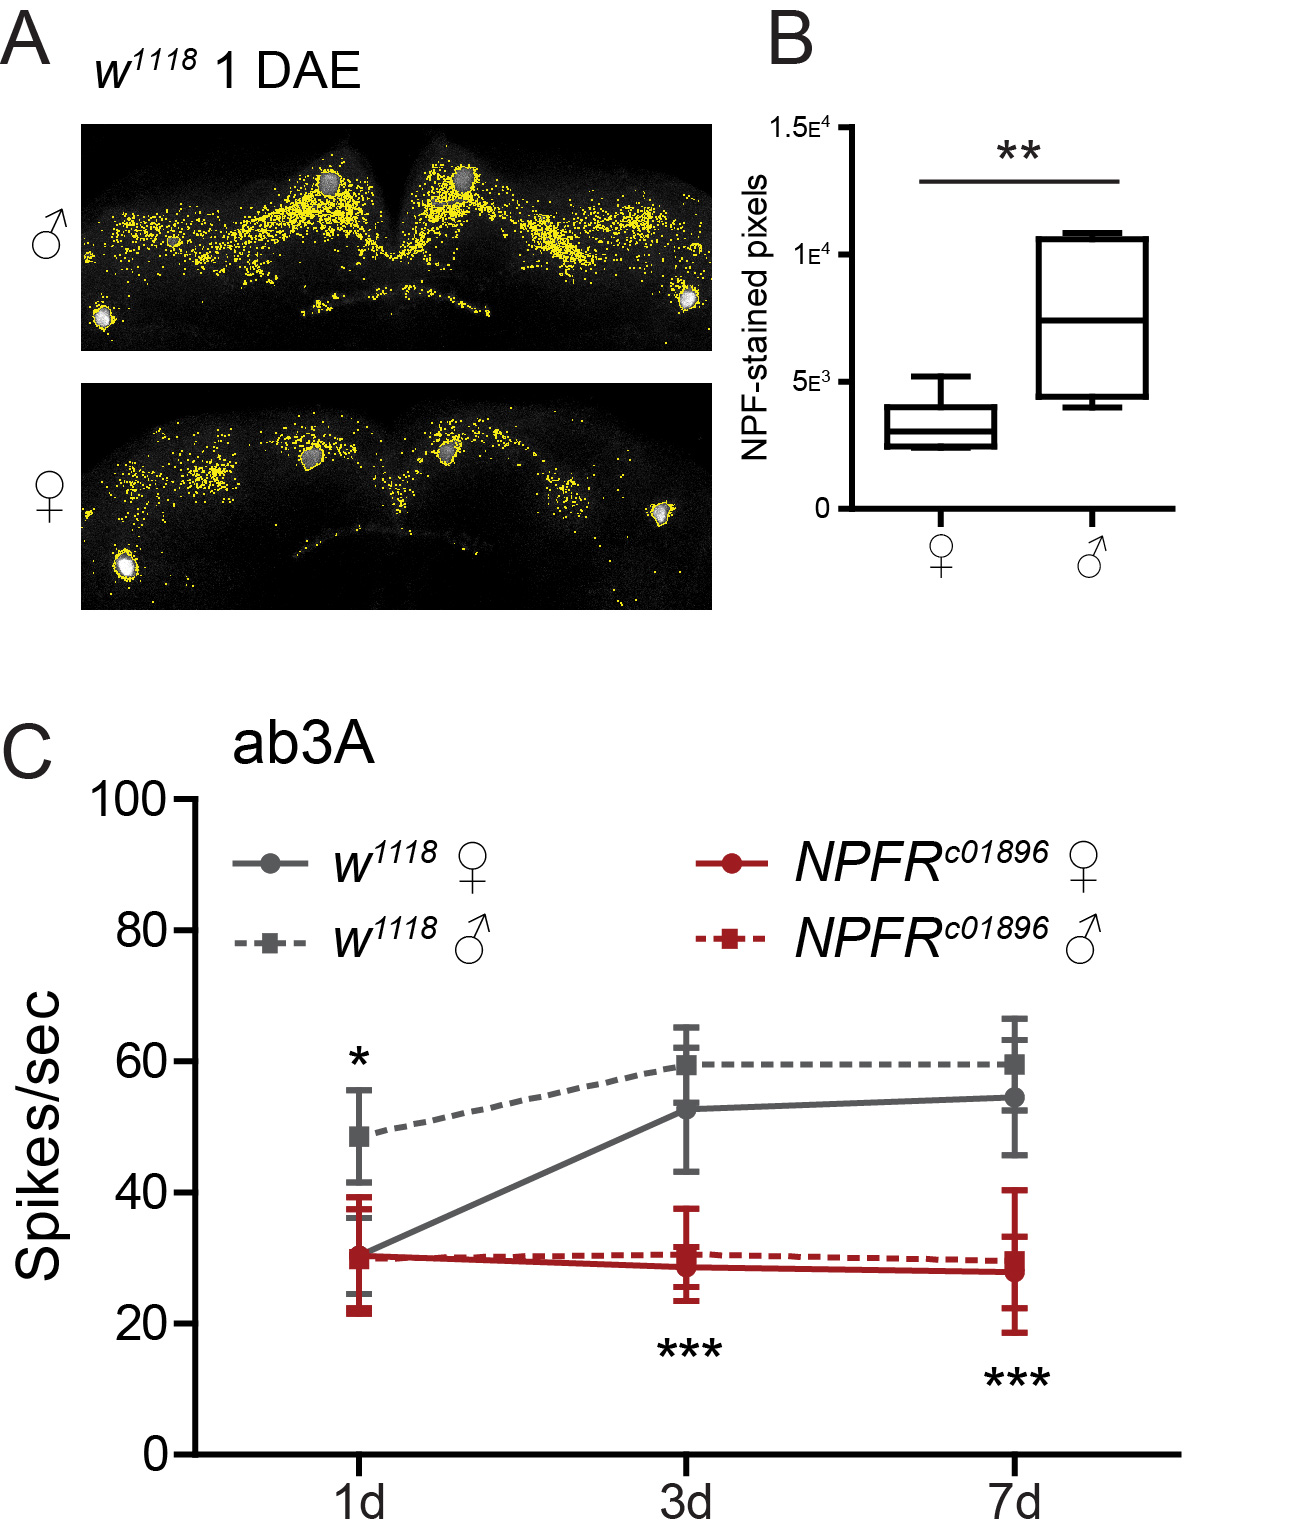 A
B
w1118 1 DAE
♂
♀
1.5E4
1E4
5E3
0
NPF-stained pixels
**
♀ ♂
C
ab3A
100
80
60
40
20
0
Spikes/sec
w1118 ♀
NPFRc01896 ♀
w1118 ♂
NPFRc01896 ♂
*
***
***
1d 3d 7d